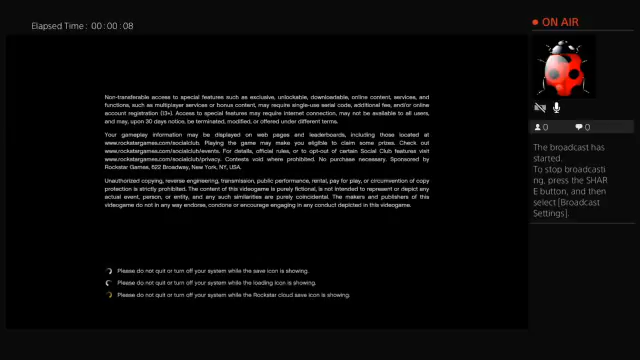 Elapsed Time : 00 : 00 : 08
ON AIR
Non-transferable access to special features such as exclusive, unlockable, downloadable, online content, services, and
functions, such as multiplayer services or bonus content, may require single-use serial code, additional fee, and/or online
account registration (13+). Access to special features may require internet connection, may not be available to all users,
and may, upon 30 days notice, be terminated, modified, or offered under different terms.
Your gameplay information may be displayed on web pages and leaderboards, including those located at
www.rockstargames.com/socialclub. Playing the game may make you eligible to claim some prizes. Check out
www.rockstargames.com/socialclub/events. For details, official rules, or to opt-out of certain Social Club features visit
www.rockstargames.com/socialclub/privacy. Contests void where prohibited. No purchase necessary. Sponsored by
Rockstar Games, 622 Broadway, New York, NY, USA.
Unauthorized copying, reverse engineering, transmission, public performance, rental, pay for play, or circumvention of copy
protection is strictly prohibited. The content of this videogame is purely fictional, is not intended to represent or depict any
actual event, person, or entity, and any such similarities are purely coincidental. The makers and publishers of this
videogame do not in any way endorse, condone or encourage engaging in any conduct depicted in this videogame.
Please do not quit or turn off your system while the save icon is showing.
Please do not quit or turn off your system while the loading icon is showing.
Please do not quit or turn off your system while the Rockstar cloud save icon is showing.
0
0
The broadcast has
started.
To stop broadcasti
ng, press the SHAR
E button, and then
select [Broadcast
Settings].